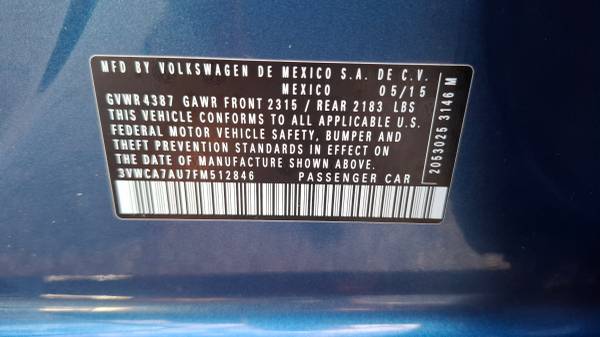 MFD BY VOLKSWAGEN DE MEXICO S.A. DE C.V.
MEXICO 05/15
GVWR 4387 GAWR FRONT 2315 / REAR 2183 LBS
THIS VEHICLE CONFORMS TO ALL APPLICABLE U.S.
FEDERAL MOTOR VEHICLE SAFETY, BUMPER AND
THEFT PREVENTION STANDARDS IN EFFECT ON
THE DATE OF MANUFACTURE SHOWN ABOVE.
3VWCA7AU7FM512846 PASSENGER CAR
2053025 3146 M